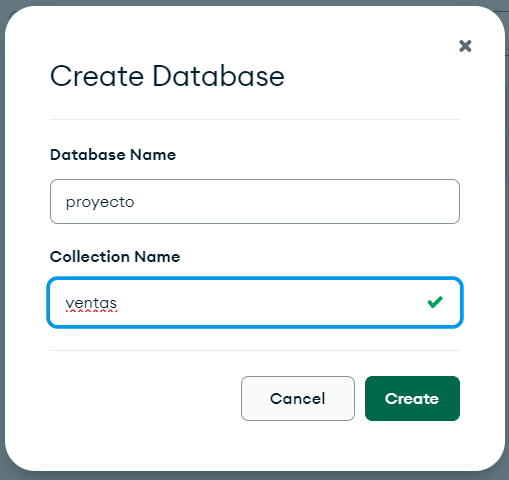 Create Database
Database Name
proyecto
Collection Name
ventas
Cancel
Create